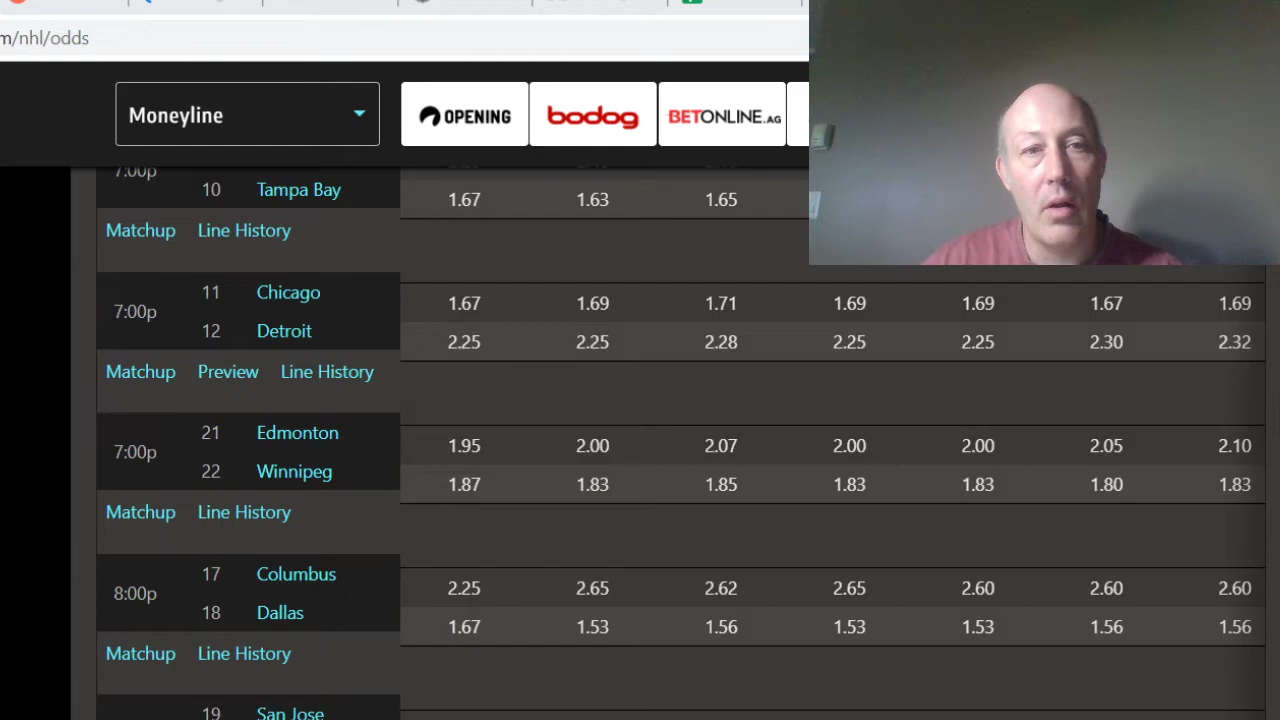 m/nhl/odds
Moneyline OPENING bodog BETONLINE.AG
7:00p
10 Tampa Bay 1.67 1.63 1.65
Matchup Line History
11 Chicago 1.67 1.69 1.71 1.69 1.69 1.67 1.69
7:00p
12 Detroit 2.25 2.25 2.28 2.25 2.25 2.30 2.32
Matchup Preview Line History
21 Edmonton 1.95 2.00 2.07 2.00 2.00 2.05 2.10
7:00p
22 Winnipeg 1.87 1.83 1.85 1.83 1.83 1.80 1.83
Matchup Line History
17 Columbus 2.25 2.65 2.62 2.65 2.60 2.60 2.60
8:00p
18 Dallas 1.67 1.53 1.56 1.53 1.53 1.56 1.56
Matchup Line History
19 San Jose